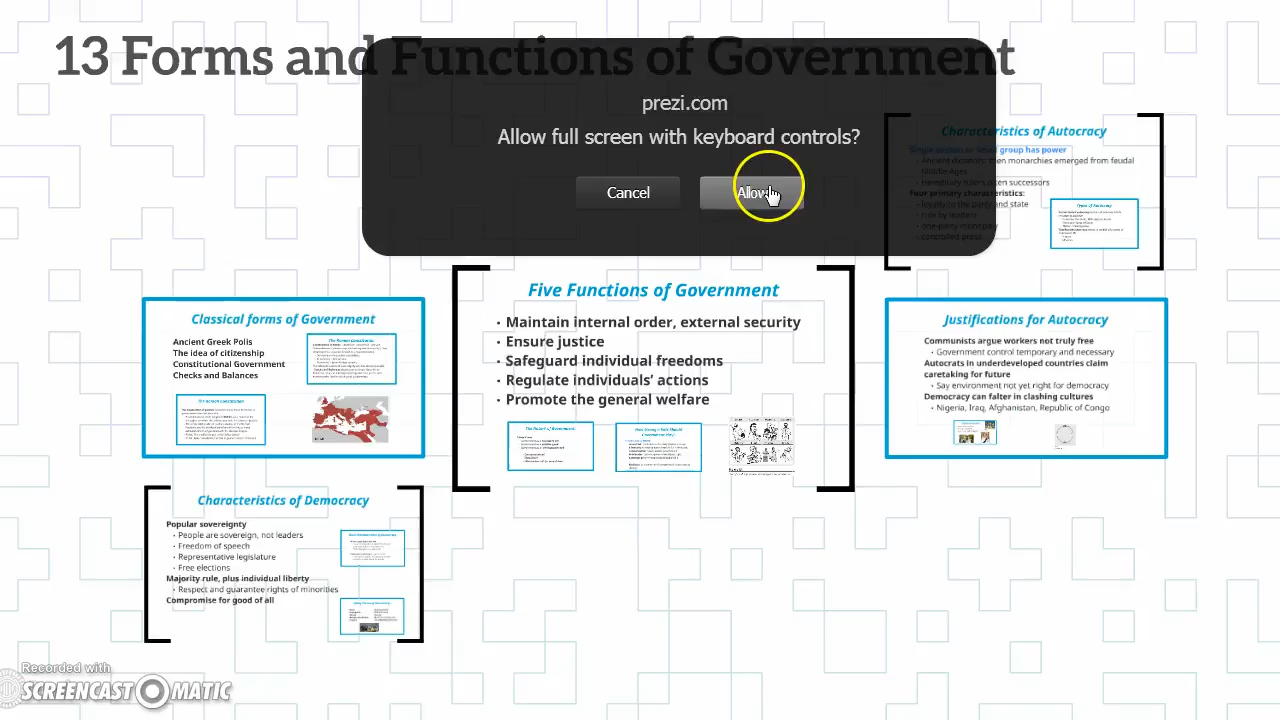 13 Forms and Functions of Government
prezi.com
Allow full screen with keyboard controls?
Cancel
Allow
Characteristics of Autocracy
Single person or small group has power
• Ancient dictators; then monarchies emerged from feudal
Middle Ages
• Hereditary rulers often successors
Four primary characteristics:
• loyalty to the party and state
• rule by leaders
• one-party monopoly
• controlled press
Types of Autocracy
Classical forms of Government
Ancient Greek Polis
The idea of citizenship
Constitutional Government
Checks and Balances
The Roman Constitution
The Roman Constitution
Five Functions of Government
• Maintain internal order, external security
• Ensure justice
• Safeguard individual freedoms
• Regulate individuals’ actions
• Promote the general welfare
The Nature of Government
Justifications for Autocracy
Communists argue workers not truly free
• Government control temporary and necessary
Autocrats in underdeveloped countries claim
caretaking for future
• Say environment not yet right for democracy
Democracy can falter in clashing cultures
• Nigeria, Iraq, Afghanistan, Republic of Congo
Characteristics of Democracy
Popular sovereignty
• People are sovereign, not leaders
• Freedom of speech
• Representative legislature
• Free elections
Majority rule, plus individual liberty
• Respect and guarantee rights of minorities
Compromise for good of all
Recorded with
SCREENCAST-O-MATIC